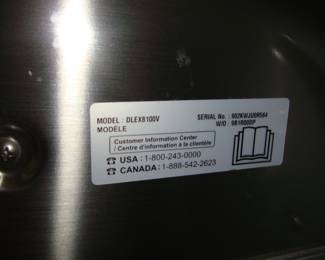 MODEL : DLEX8100V
MODÈLE
SERIAL No. :
W/O :
Customer Information Center
/ Centre d'information à la clientèle
USA : 1-800-243-0000
CANADA : 1-888-542-2623